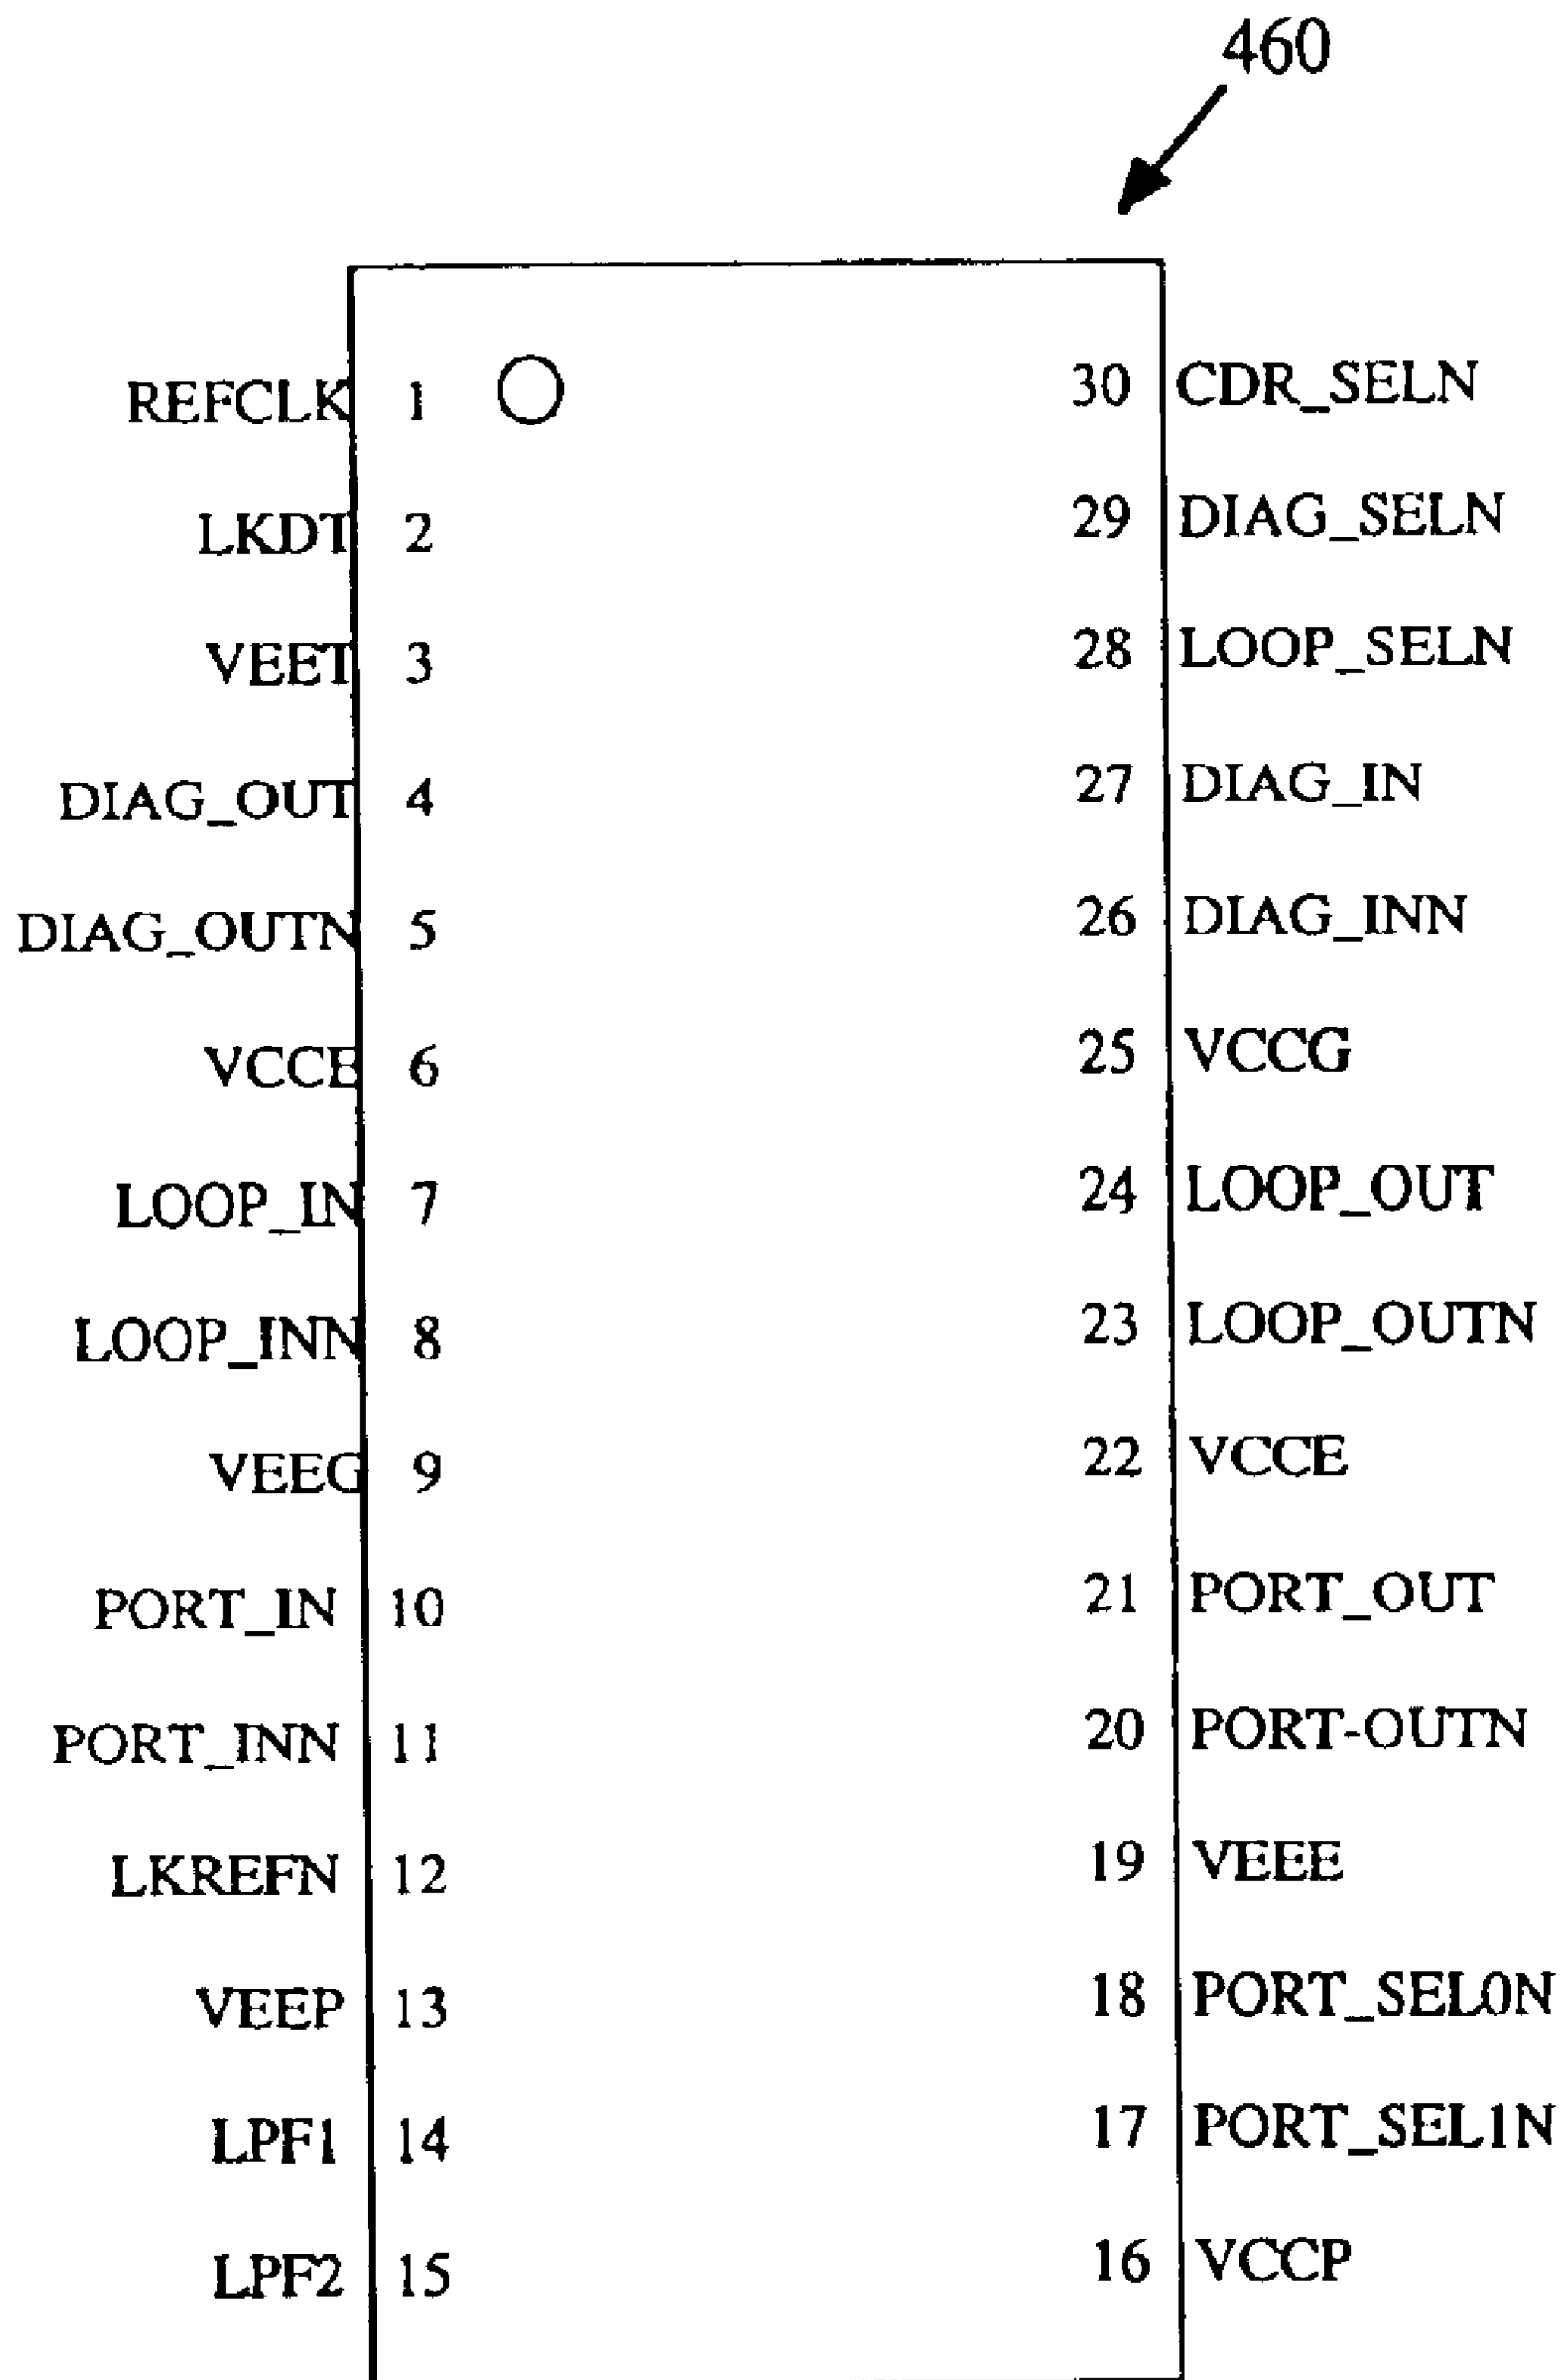 460
REFCLK 1 30 CDR_SELN
LKDT 2 29 DIAG_SELN
VEET 3 28 LOOP_SELN
DIAG_OUT 4 27 DIAG_IN
DIAG_OUTN 5 26 DIAG_INN
VCCE 6 25 VCCG
LOOP_IN 7 24 LOOP_OUT
LOOP_INN 8 23 LOOP_OUTN
VEEG 9 22 VCCE
PORT_IN 10 21 PORT_OUT
PORT_INN 11 20 PORT-OUTN
LKREFN 12 19 VEEE
VEEP 13 18 PORT_SEL0N
LPF1 14 17 PORT_SEL1N
LPF2 15 16 VCCP